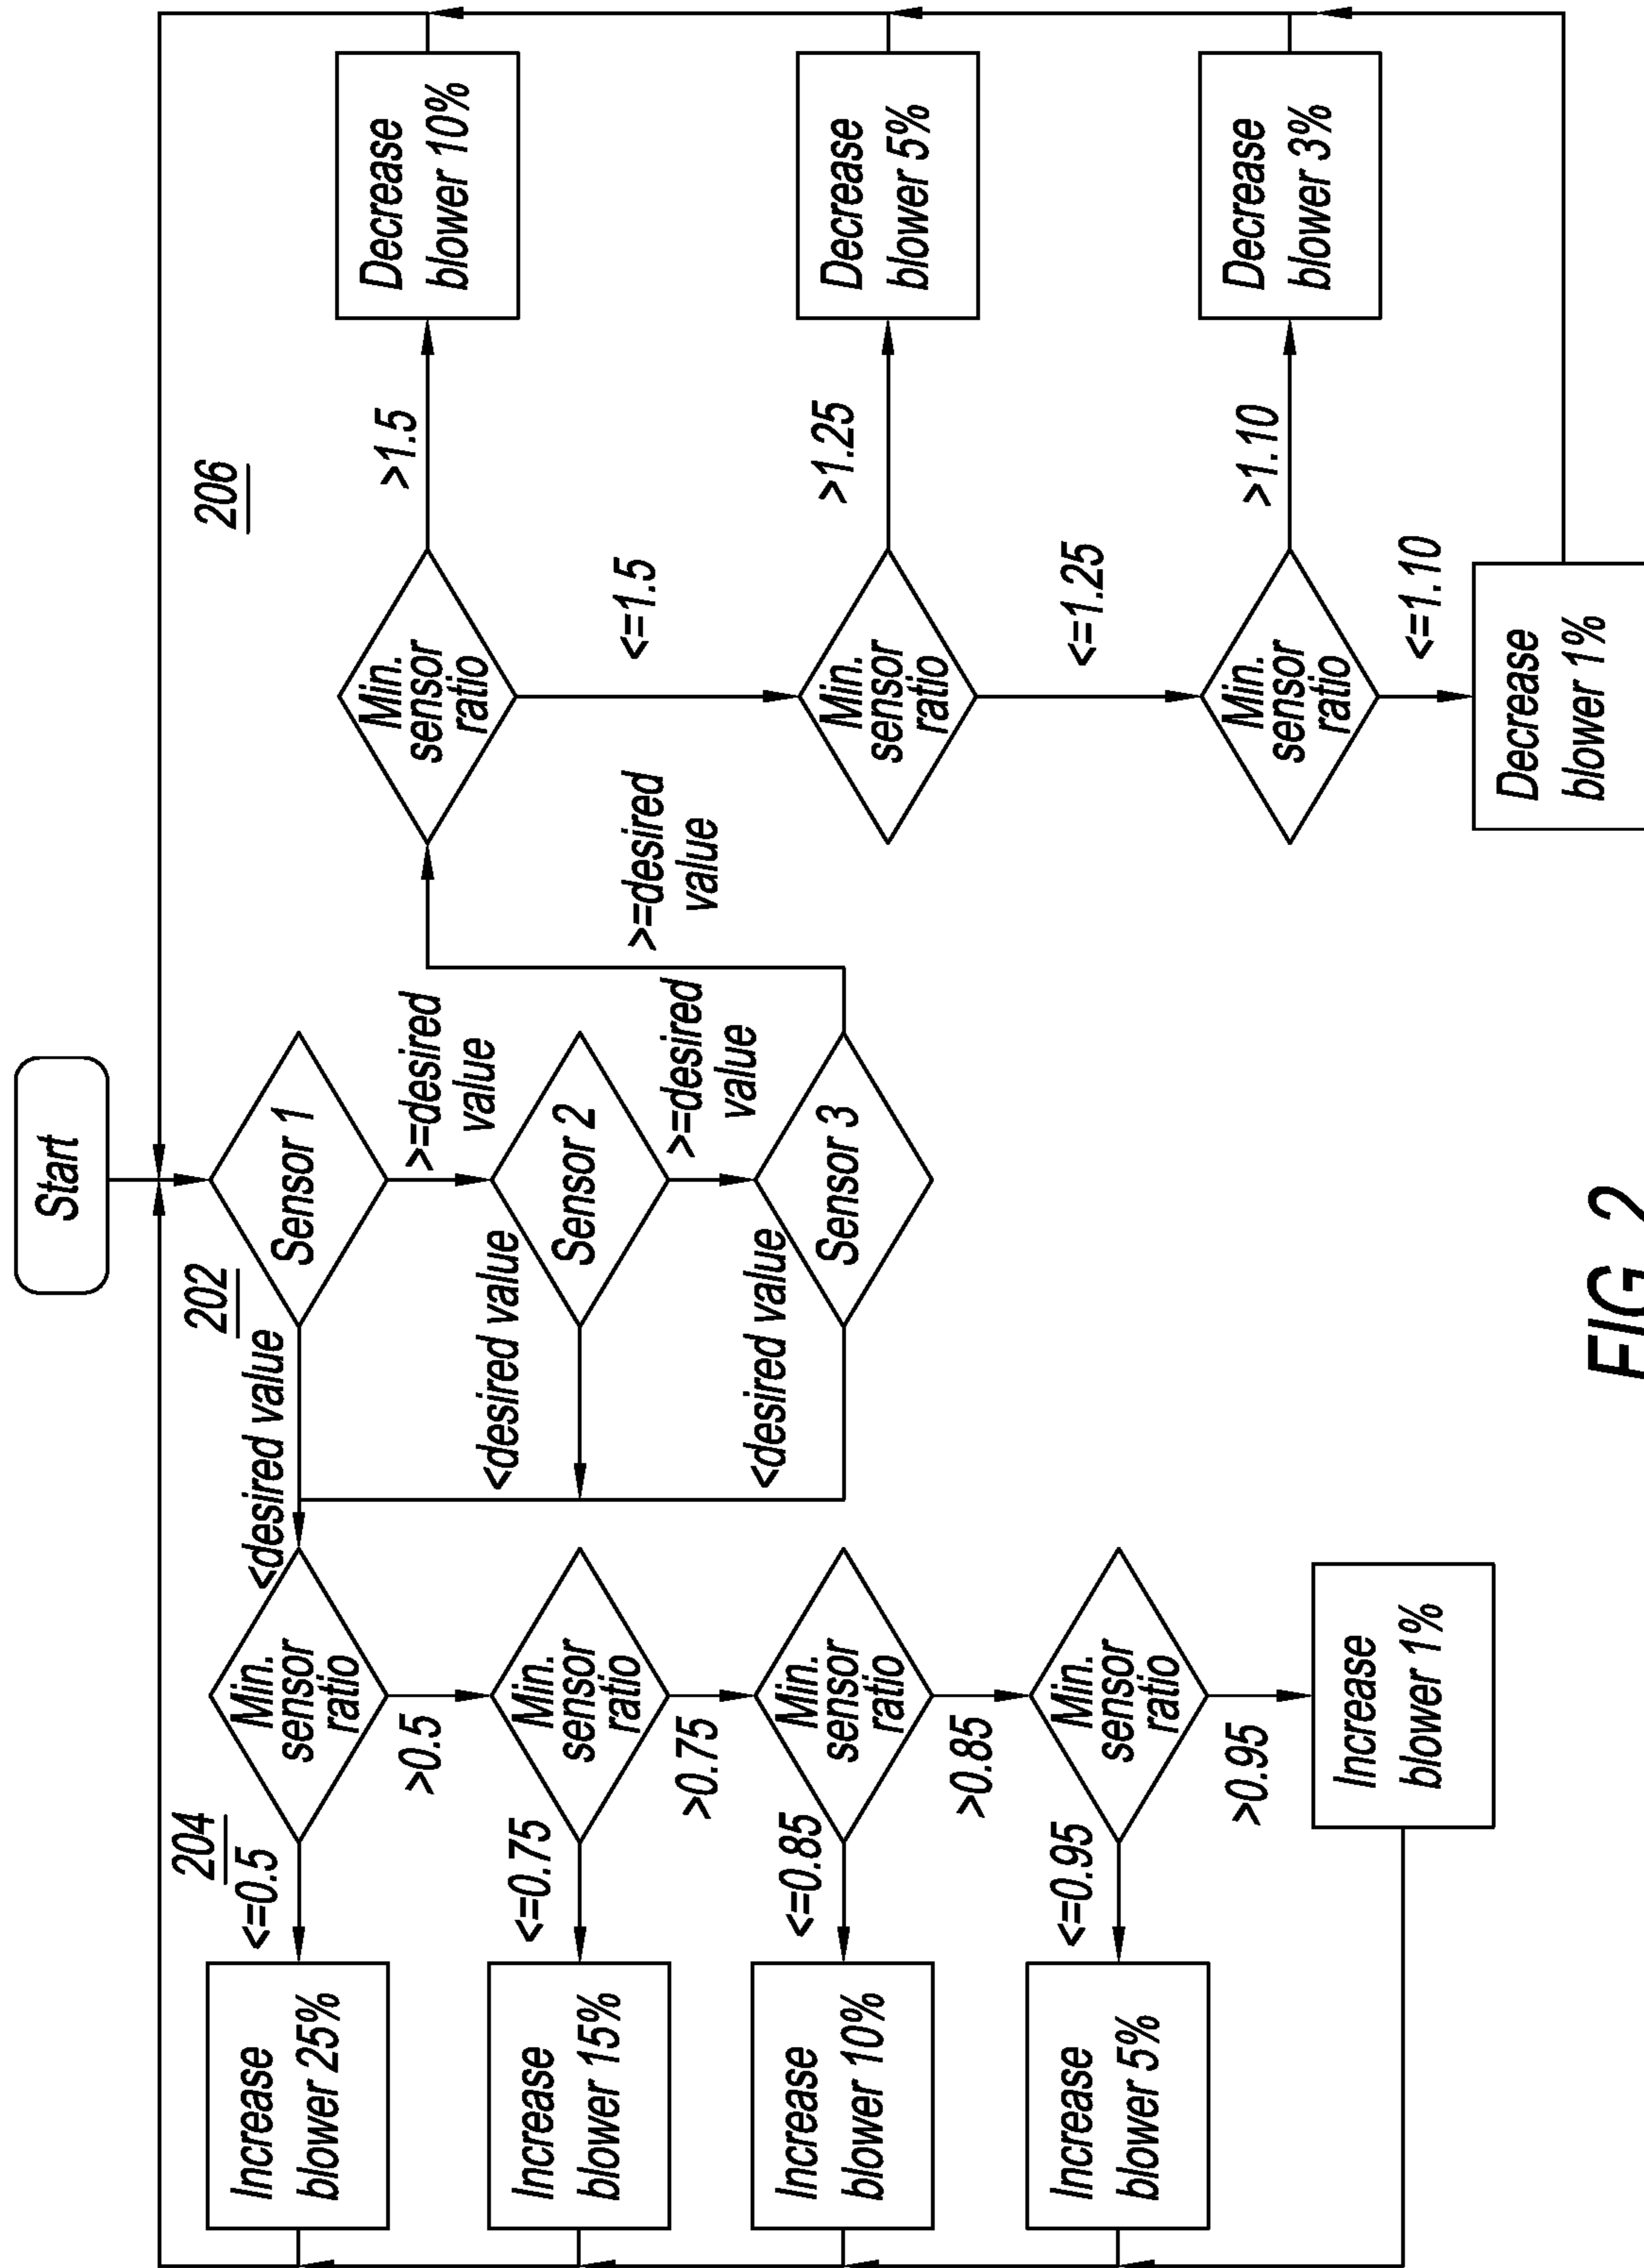 Start
202
Sensor 1
<desired value
>=desired
value
Sensor 2
<desired value
>=desired
value
Sensor 3
<desired value
>=desired
value
204
Min.
sensor
ratio
<=0.5
Increase
blower 25%
>0.5
Min.
sensor
ratio
<=0.75
Increase
blower 15%
>0.75
Min.
sensor
ratio
<=0.85
Increase
blower 10%
>0.85
Min.
sensor
ratio
<=0.95
Increase
blower 5%
>0.95
Increase
blower 1%
206
Min.
sensor
ratio
>1.5
Decrease
blower 10%
<=1.5
Min.
sensor
ratio
>1.25
Decrease
blower 5%
<=1.25
Min.
sensor
ratio
>1.10
Decrease
blower 3%
<=1.10
Decrease
blower 1%
FIG. 2